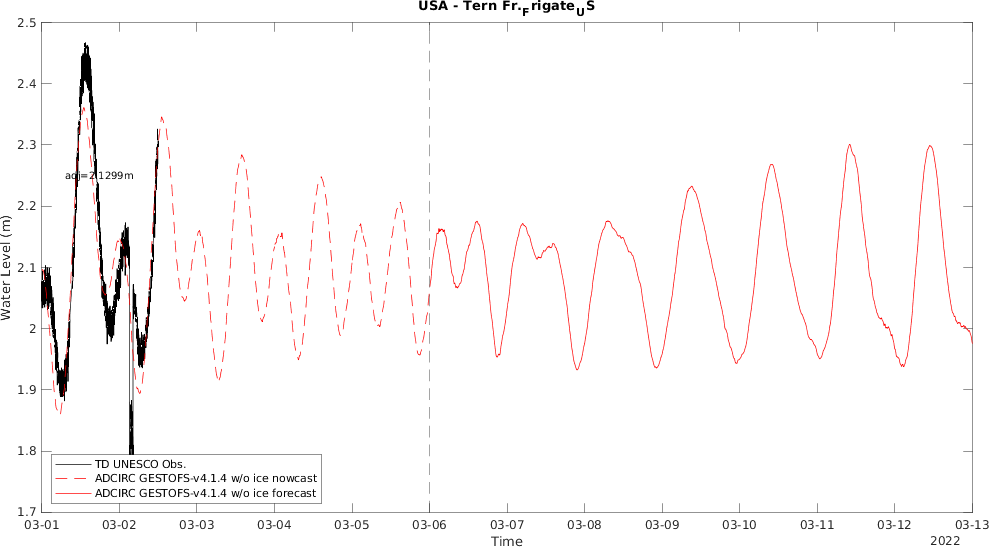 USA - Tern Fr.FrigateUS
2.5
2.4
2.3
2.2
2.1
2
1.9
1.8
1.7
Water Level (m)
adj=2.1299m
TD UNESCO Obs.
ADCIRC GESTOFS-v4.1.4 w/o ice nowcast
ADCIRC GESTOFS-v4.1.4 w/o ice forecast
03-01 03-02 03-03 03-04 03-05 03-06 03-07 03-08 03-09 03-10 03-11 03-12 03-13
Time
2022